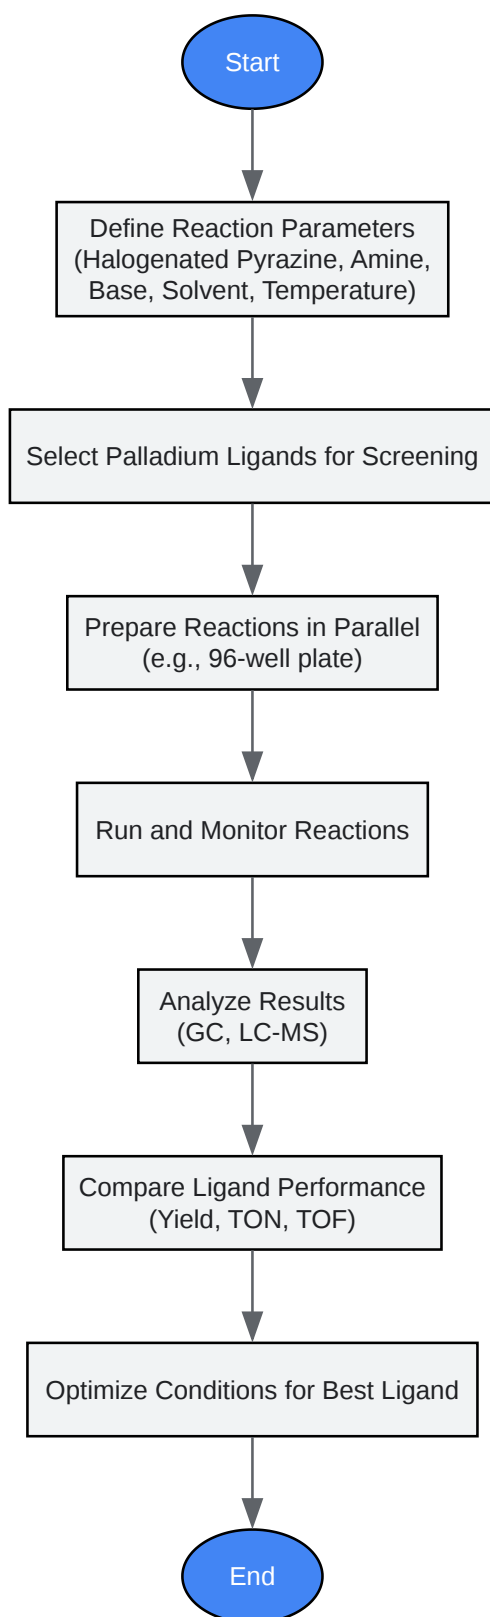 Start
Define Reaction Parameters
(Halogenated Pyrazine, Amine,
Base, Solvent, Temperature)
Select Palladium Ligands for Screening
Prepare Reactions in Parallel
(e.g., 96-well plate)
Run and Monitor Reactions
Analyze Results
(GC, LC-MS)
Compare Ligand Performance
(Yield, TON, TOF)
Optimize Conditions for Best Ligand
End